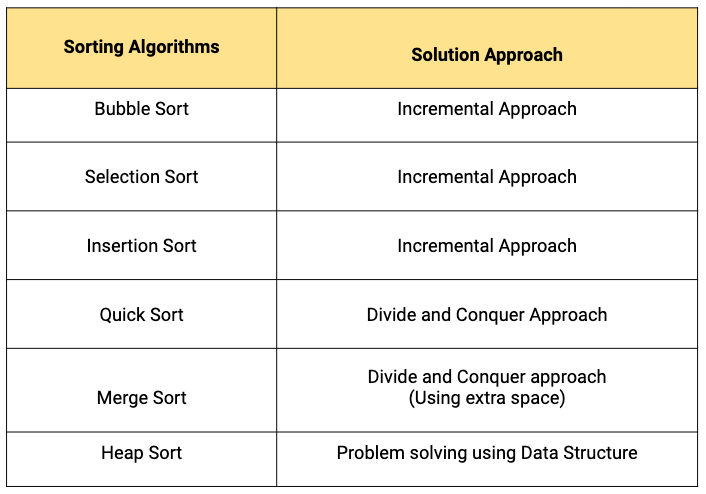 Sorting Algorithms
Solution Approach
Bubble Sort
Incremental Approach
Selection Sort
Incremental Approach
Insertion Sort
Incremental Approach
Quick Sort
Divide and Conquer Approach
Merge Sort
Divide and Conquer approach
(Using extra space)
Heap Sort
Problem solving using Data Structure